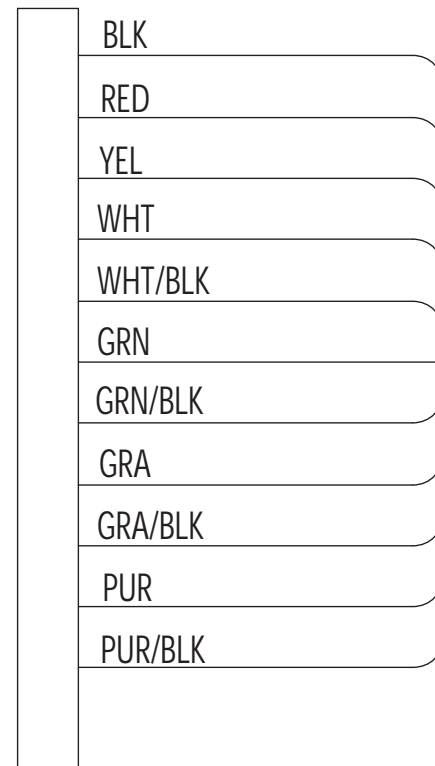 BLK
RED
YEL
WHT
WHT/BLK
GRN
GRN/BLK
GRA
GRA/BLK
PUR
PUR/BLK